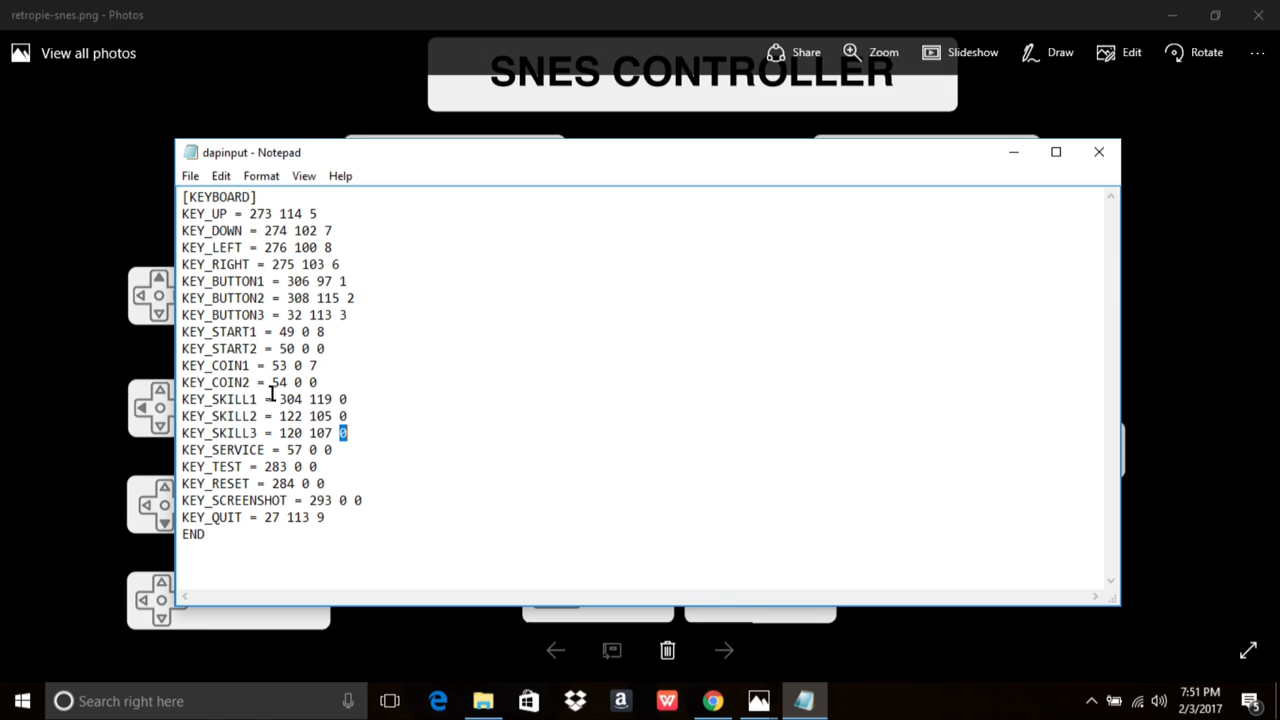 retropie-snes.png - Photos
View all photos
Share
Zoom
Slideshow
Draw
Edit
Rotate
SNES CONTROLLER
dapinput - Notepad
File Edit Format View Help
[KEYBOARD]
KEY_UP = 273 114 5
KEY_DOWN = 274 102 7
KEY_LEFT = 276 100 8
KEY_RIGHT = 275 103 6
KEY_BUTTON1 = 306 97 1
KEY_BUTTON2 = 308 115 2
KEY_BUTTON3 = 32 113 3
KEY_START1 = 49 0 8
KEY_START2 = 50 0 0
KEY_COIN1 = 53 0 7
KEY_COIN2 = 54 0 0
KEY_SKILL1 = 304 119 0
KEY_SKILL2 = 122 105 0
KEY_SKILL3 = 120 107 0
KEY_SERVICE = 57 0 0
KEY_TEST = 283 0 0
KEY_RESET = 284 0 0
KEY_SCREENSHOT = 293 0 0
KEY_QUIT = 27 113 9
END
Search right here
7:51 PM
2/3/2017
5